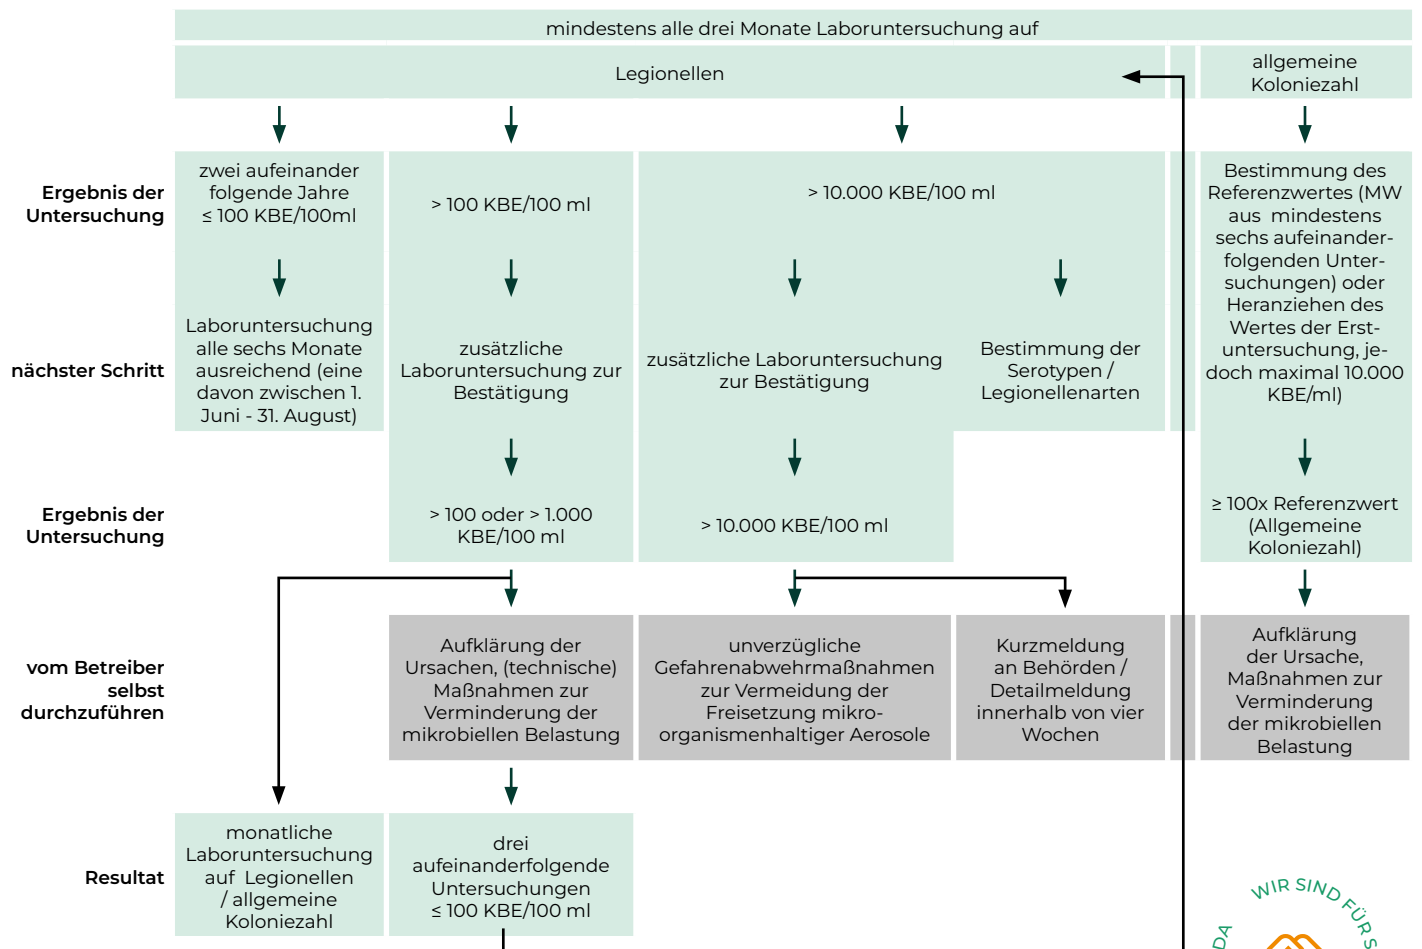 mindestens alle drei Monate Laboruntersuchung auf
Legionellen
allgemeine
Koloniezahl
Ergebnis der
Untersuchung
zwei aufeinander
folgende Jahre
≤ 100 KBE/100ml
> 100 KBE/100 ml
> 10.000 KBE/100 ml
Bestimmung des
Referenzwertes (MW
aus mindestens
sechs aufeinander-
folgenden Unter-
suchungen) oder
Heranziehen des
Wertes der Erst-
untersuchung, je-
doch maximal 10.000
KBE/ml)
nächster Schritt
Laboruntersuchung
alle sechs Monate
ausreichend (eine
davon zwischen 1.
Juni - 31. August)
zusätzliche
Laboruntersuchung zur
Bestätigung
zusätzliche Laboruntersuchung
zur Bestätigung
Bestimmung der
Serotypen /
Legionellenarten
Ergebnis der
Untersuchung
> 100 oder > 1.000
KBE/100 ml
> 10.000 KBE/100 ml
≥ 100x Referenzwert
(Allgemeine
Koloniezahl)
vom Betreiber
selbst
durchzuführen
Aufklärung der
Ursachen, (technische)
Maßnahmen zur
Verminderung der
mikrobiellen Belastung
unverzügliche
Gefahrenabwehrmaßnahmen
zur Vermeidung der
Freisetzung mikro-
organismenhaltiger Aerosole
Kurzmeldung
an Behörden /
Detailmeldung
innerhalb von vier
Wochen
Aufklärung
der Ursache,
Maßnahmen zur
Verminderung
der mikrobiellen
Belastung
Resultat
monatliche
Laboruntersuchung
auf Legionellen
/ allgemeine
Koloniezahl
drei
aufeinanderfolgende
Untersuchungen
≤ 100 KBE/100 ml
DA WIR SIND FÜR S